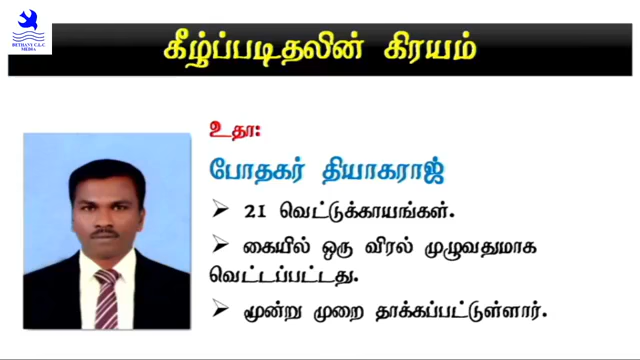 BETHANY C.G.C
MEDIA
கீழ்ப்படிதலின் கிரயம்
உதா:
போதகர் தியாகராஜ்
➢ 21 வெட்டுக்காயங்கள்.
➢ கையில் ஒரு விரல் முழுவதுமாக
வெட்டப்பட்டது.
➢ மூன்று முறை தாக்கப்பட்டுள்ளார்.